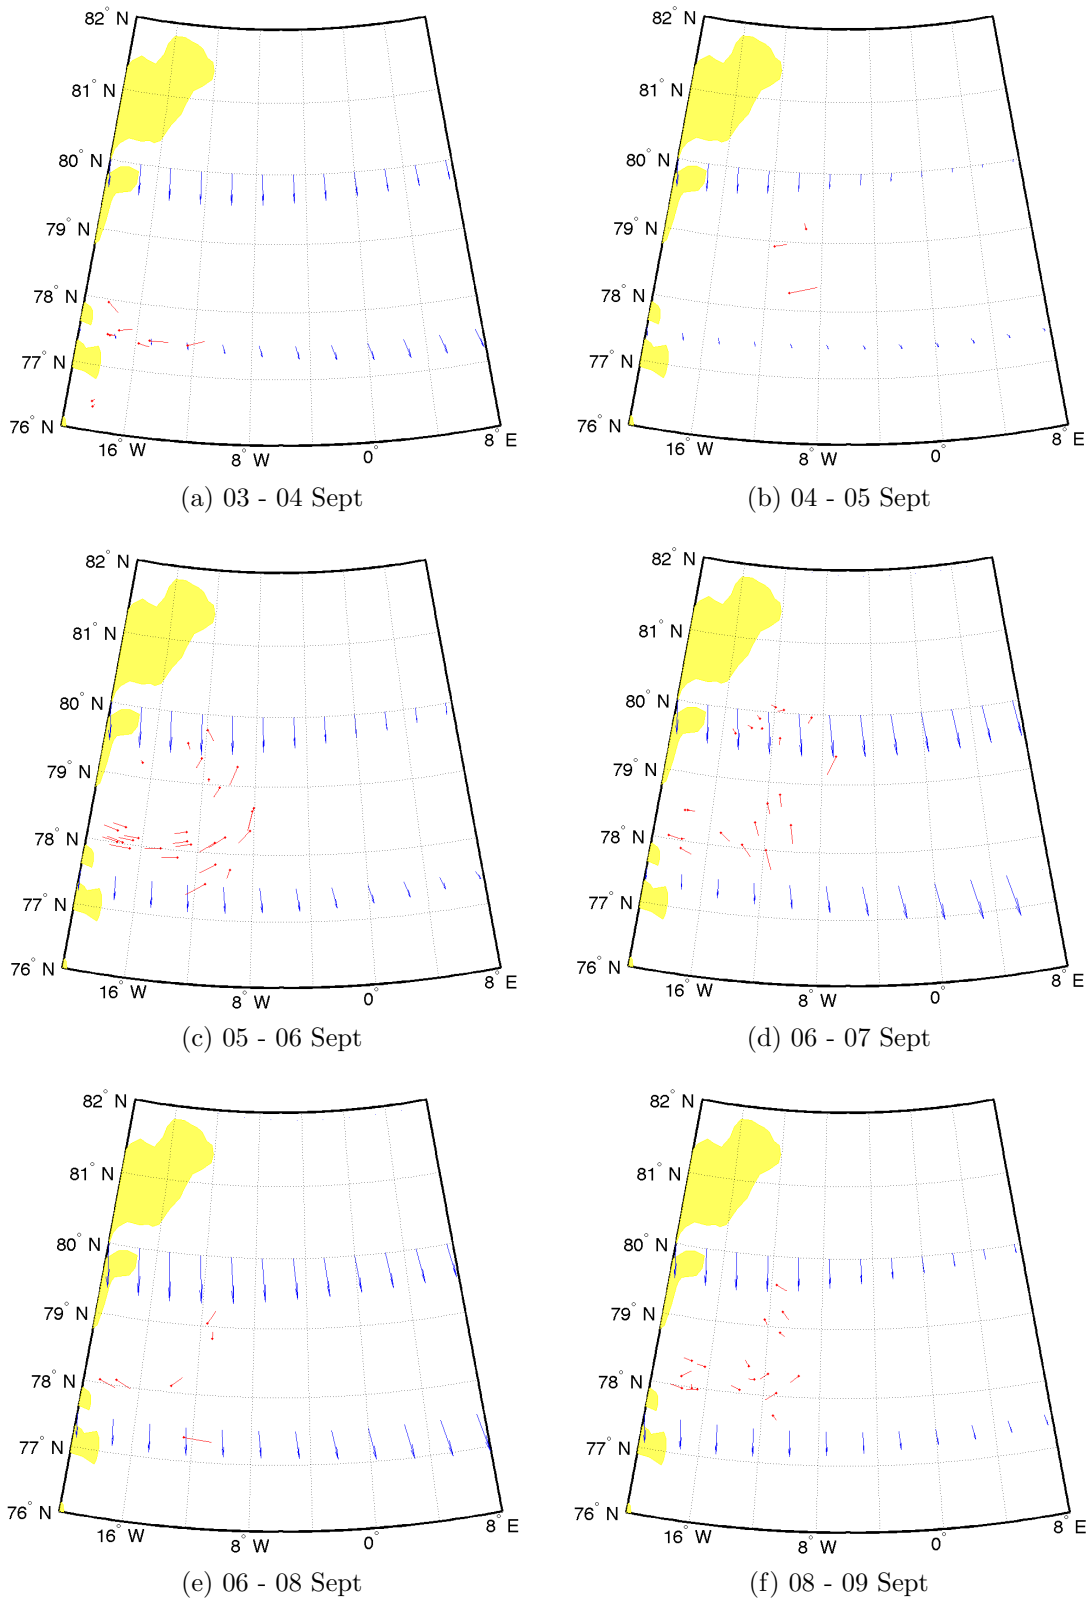 82° N
81° N
80° N
79° N
78° N
77° N
76° N
16° W
8° W
0°
8° E
(a) 03 - 04 Sept
82° N
81° N
80° N
79° N
78° N
77° N
76° N
16° W
8° W
0°
8° E
(b) 04 - 05 Sept
82° N
81° N
80° N
79° N
78° N
77° N
76° N
16° W
8° W
0°
8° E
(c) 05 - 06 Sept
82° N
81° N
80° N
79° N
78° N
77° N
76° N
16° W
8° W
0°
8° E
(d) 06 - 07 Sept
82° N
81° N
80° N
79° N
78° N
77° N
76° N
16° W
8° W
0°
8° E
(e) 06 - 08 Sept
82° N
81° N
80° N
79° N
78° N
77° N
76° N
16° W
8° W
0°
8° E
(f) 08 - 09 Sept